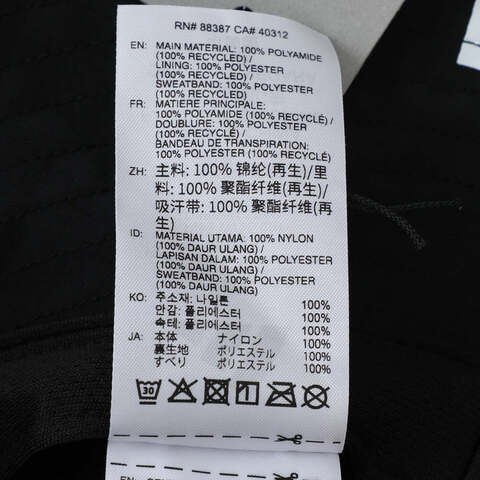 RN# 88387 CA# 40312
EN: MAIN MATERIAL: 100% POLYAMIDE
(100% RECYCLED) /
LINING: 100% POLYESTER
(100% RECYCLED) /
SWEATBAND: 100% POLYESTER
(100% RECYCLED)
FR: MATIERE PRINCIPALE:
100% POLYAMIDE (100% RECYCLÉ) /
DOUBLURE: 100% POLYESTER
(100% RECYCLÉ) /
BANDEAU DE TRANSPIRATION:
100% POLYESTER (100% RECYCLÉ)
ZH: 主料: 100% 锦纶(再生)/里
料: 100% 聚酯纤维(再生)/
吸汗带: 100% 聚酯纤维(再
生)
ID: MATERIAL UTAMA: 100% NYLON
(100% DAUR ULANG) /
LAPISAN DALAM: 100% POLYESTER
(100% DAUR ULANG) /
SWEATBAND: 100% POLYESTER
(100% DAUR ULANG)
KO: 주소재: 나일론 100%
안감: 폴리에스터 100%
속테: 폴리에스터 100%
JA: 本体 ナイロン 100%
裏生地 ポリエステル 100%
すべり ポリエステル 100%
30